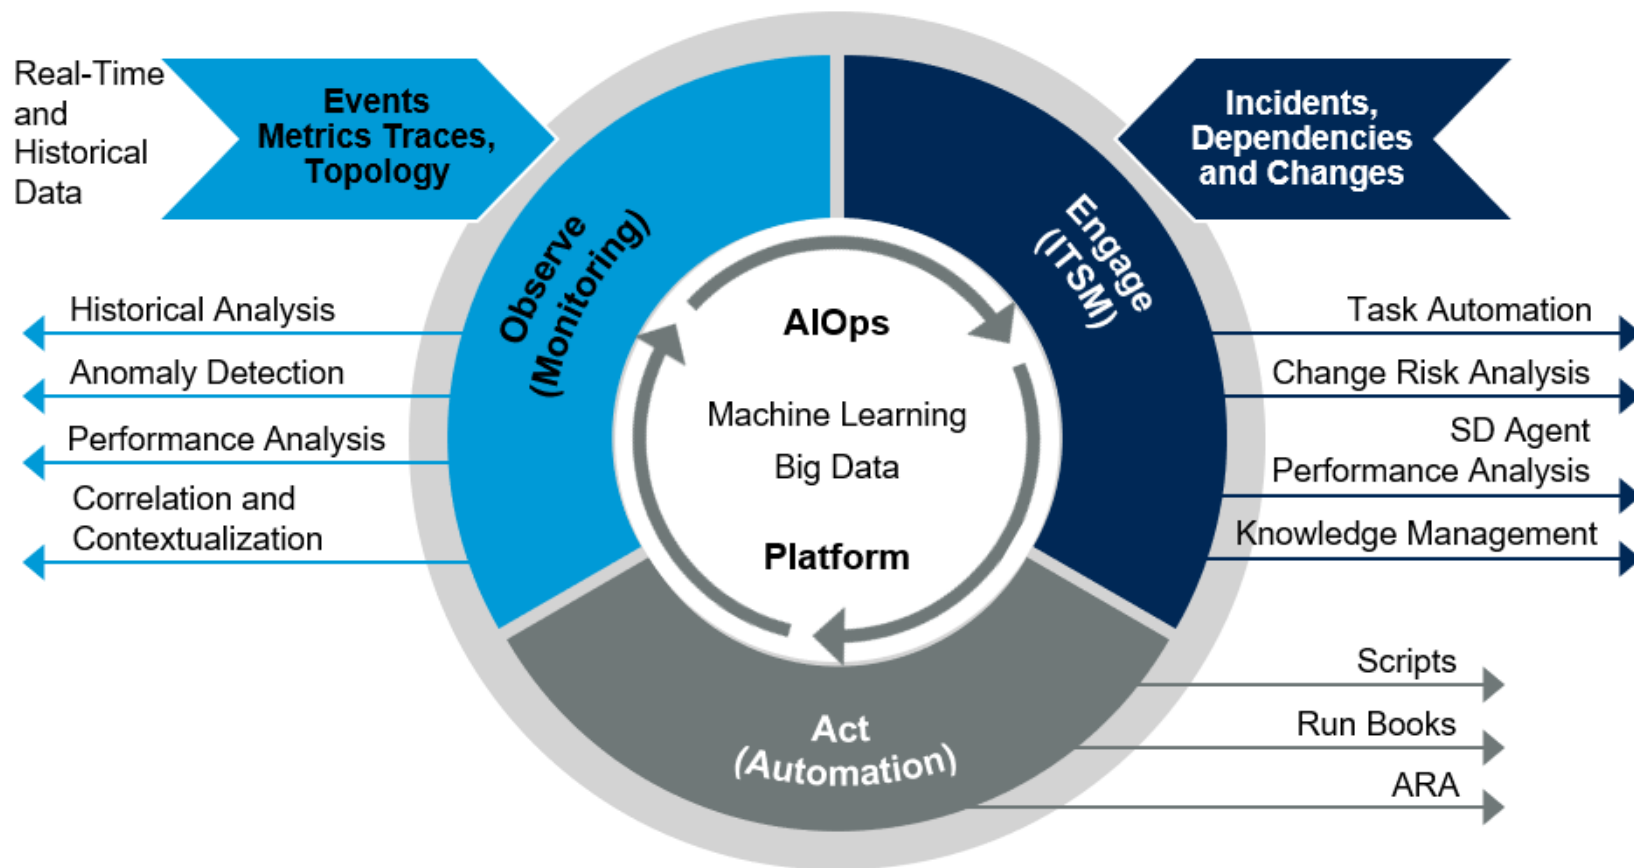 Real-Time
and
Historical
Data
Events
Metrics Traces,
Topology
Incidents,
Dependencies
and Changes
Observe
(Monitoring)
Engage
(ITSM)
Historical Analysis
Anomaly Detection
Performance Analysis
Correlation and
Contextualization
AIOps
Machine Learning
Big Data
Platform
Task Automation
Change Risk Analysis
SD Agent
Performance Analysis
Knowledge Management
Act
(Automation)
Scripts
Run Books
ARA